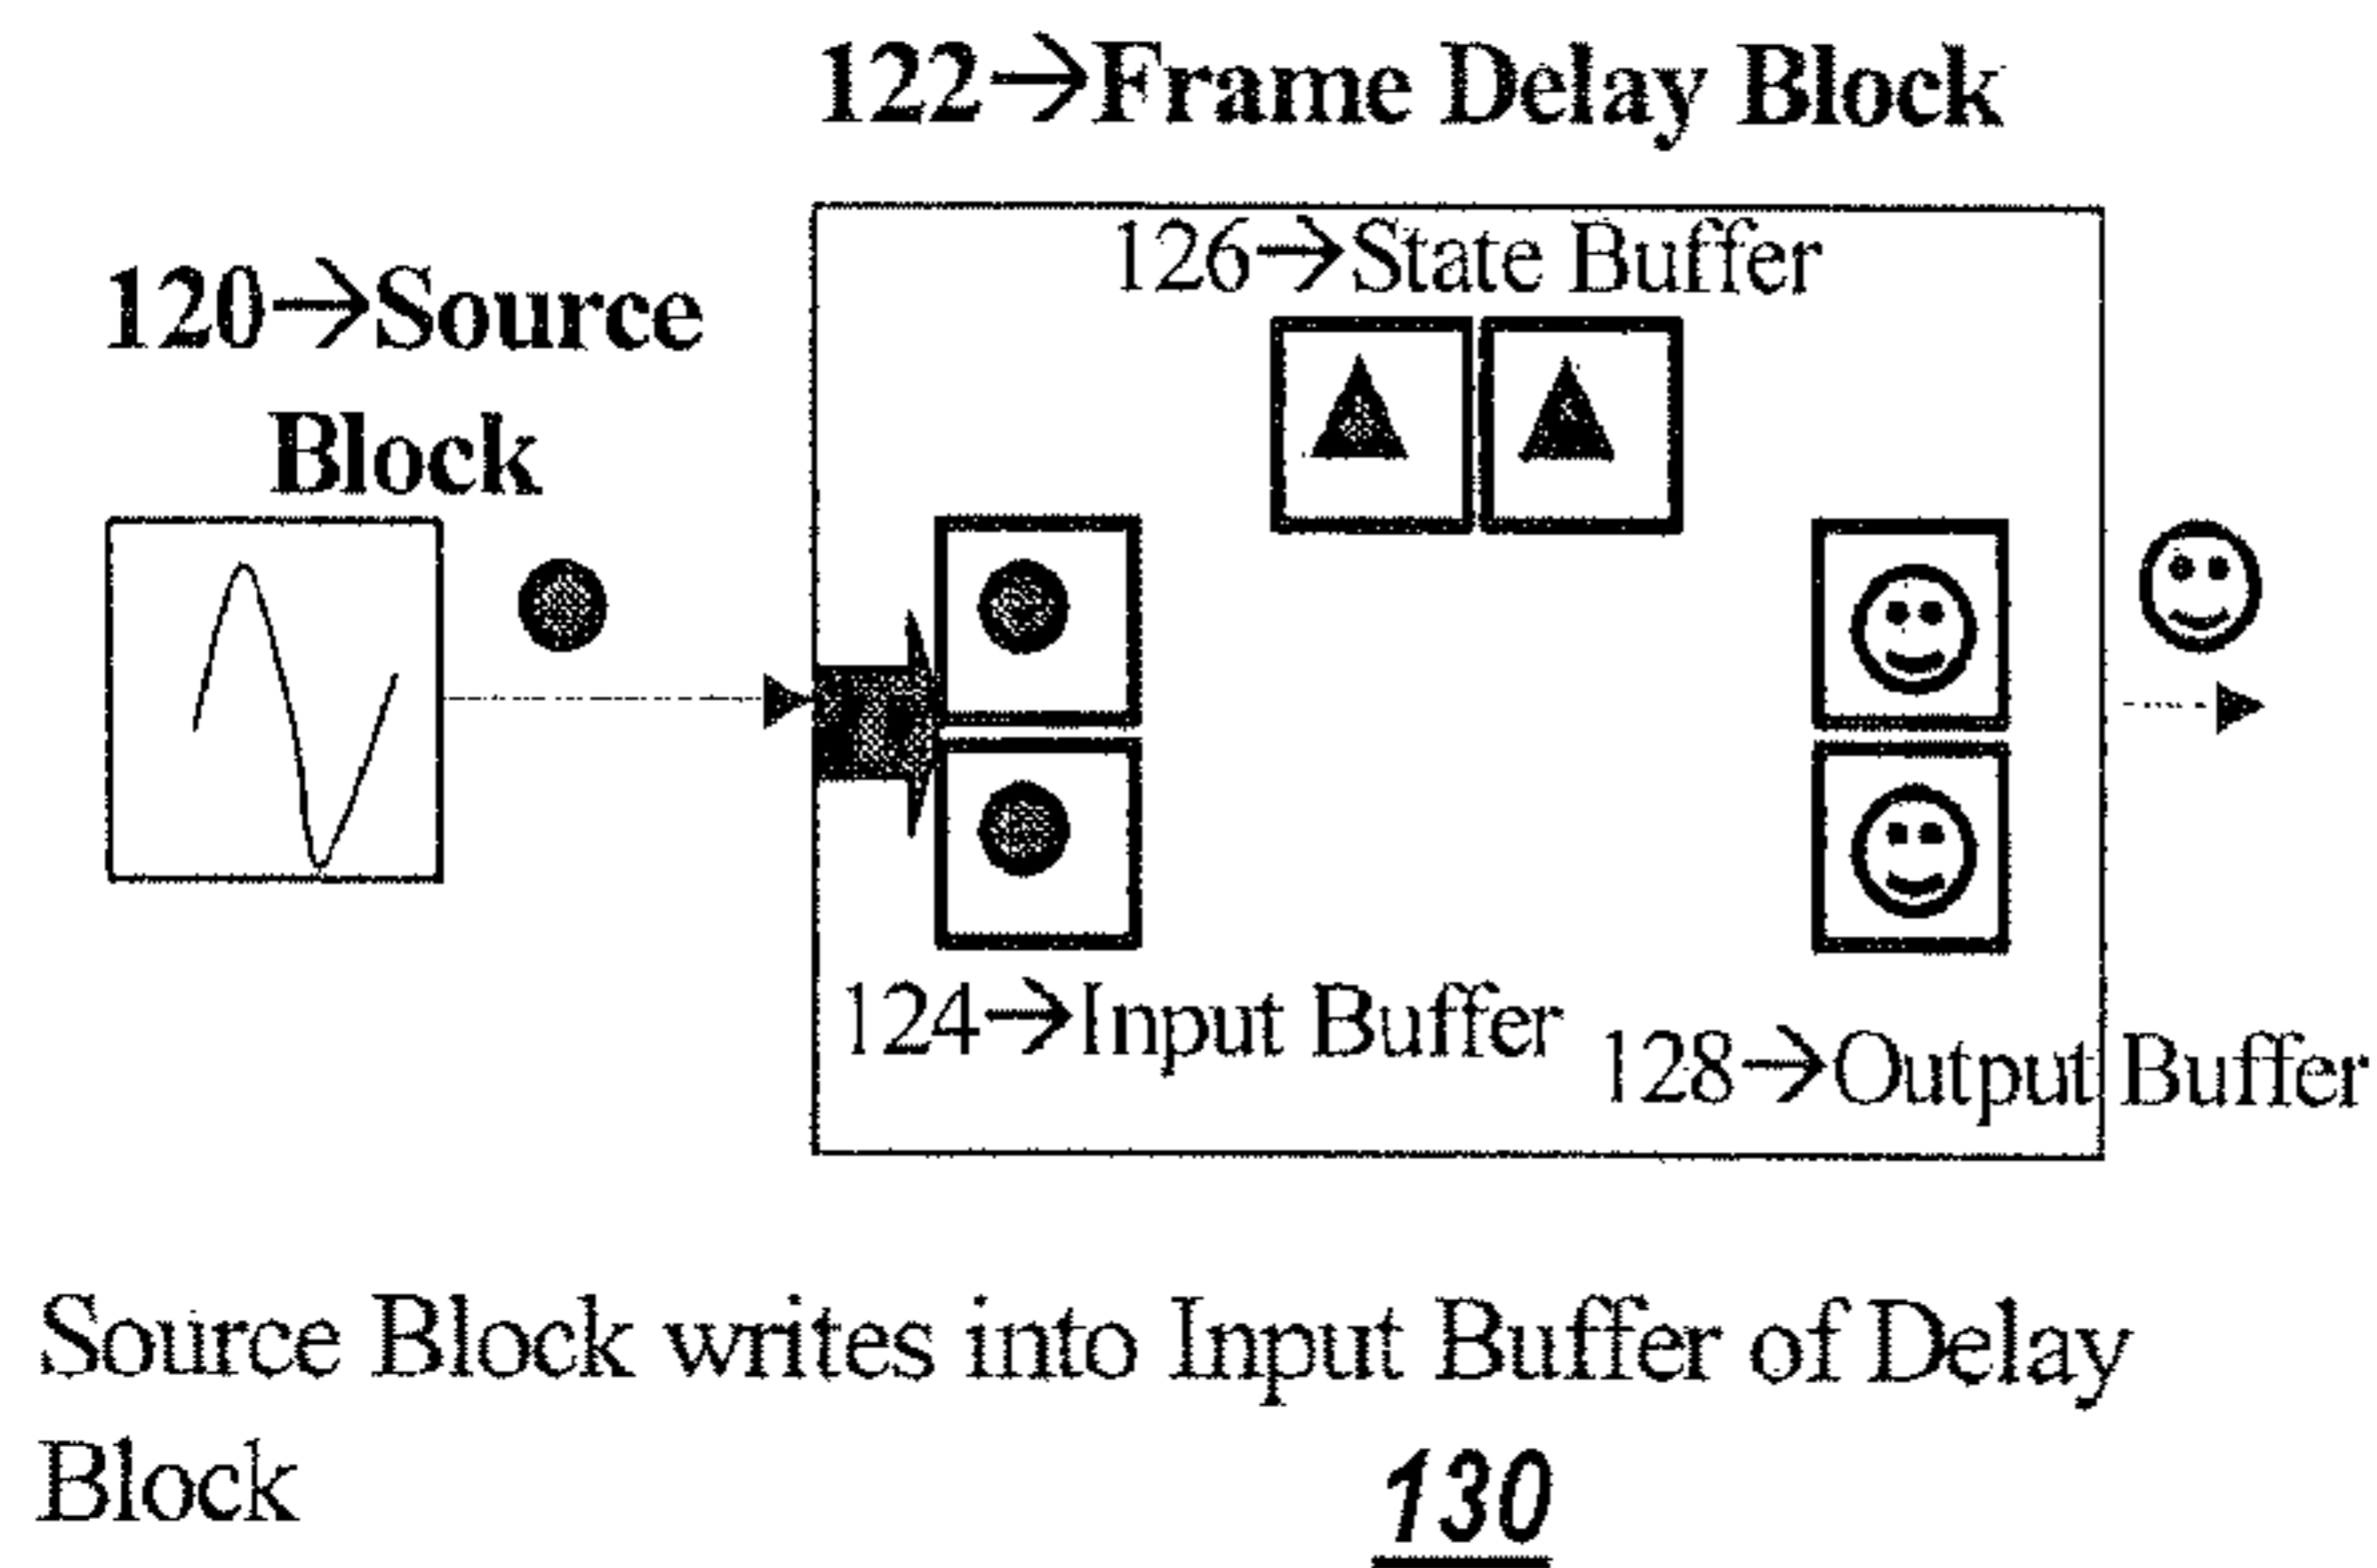 122→Frame Delay Block
126→State Buffer
120→Source
Block
124→Input Buffer
128→Output Buffer
Source Block writes into Input Buffer of Delay
Block
130